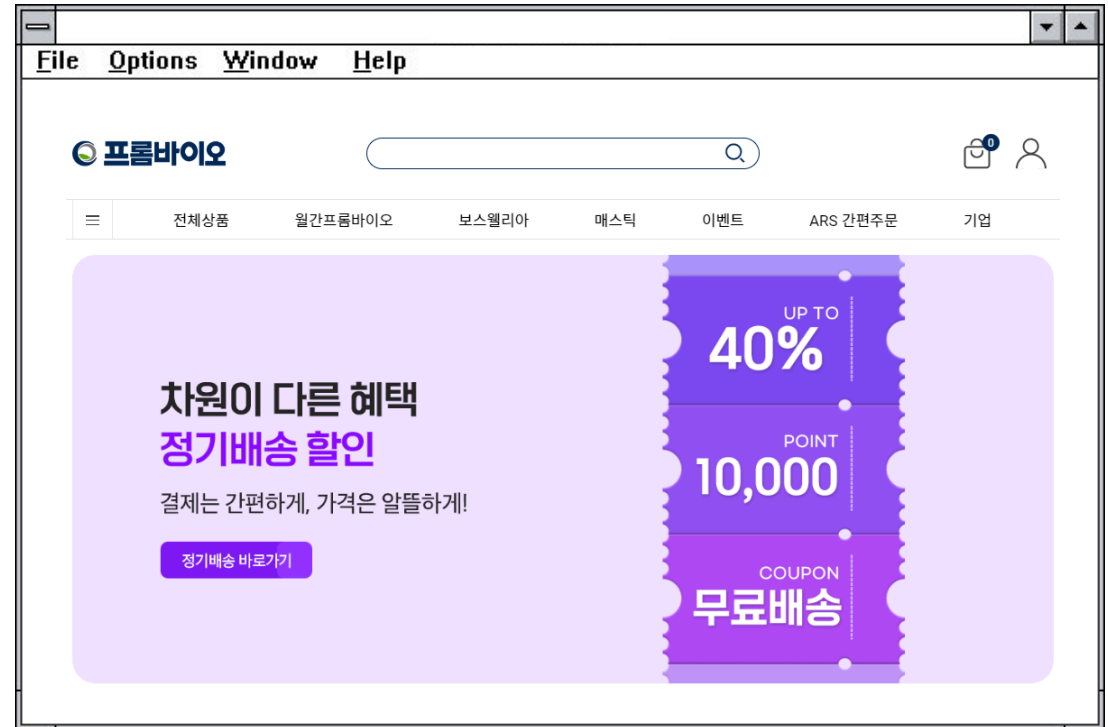 File Options Window Help
프롬바이오
0
전체상품 월간프롬바이오 보스웰리아 매스틱 이벤트 ARS 간편주문 기업
차원이 다른 혜택
정기배송 할인
결제는 간편하게, 가격은 알뜰하게!
정기배송 바로가기
UP TO
40%
POINT
10,000
COUPON
무료배송